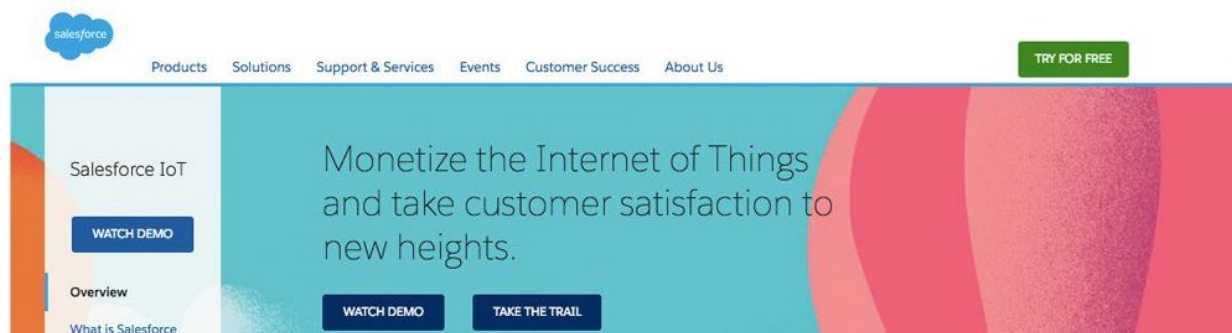 salesforce
Products Solutions Support & Services Events Customer Success About Us
TRY FOR FREE
Salesforce IoT
WATCH DEMO
Overview
What is Salesforce
Monetize the Internet of Things
and take customer satisfaction to
new heights.
WATCH DEMO TAKE THE TRAIL